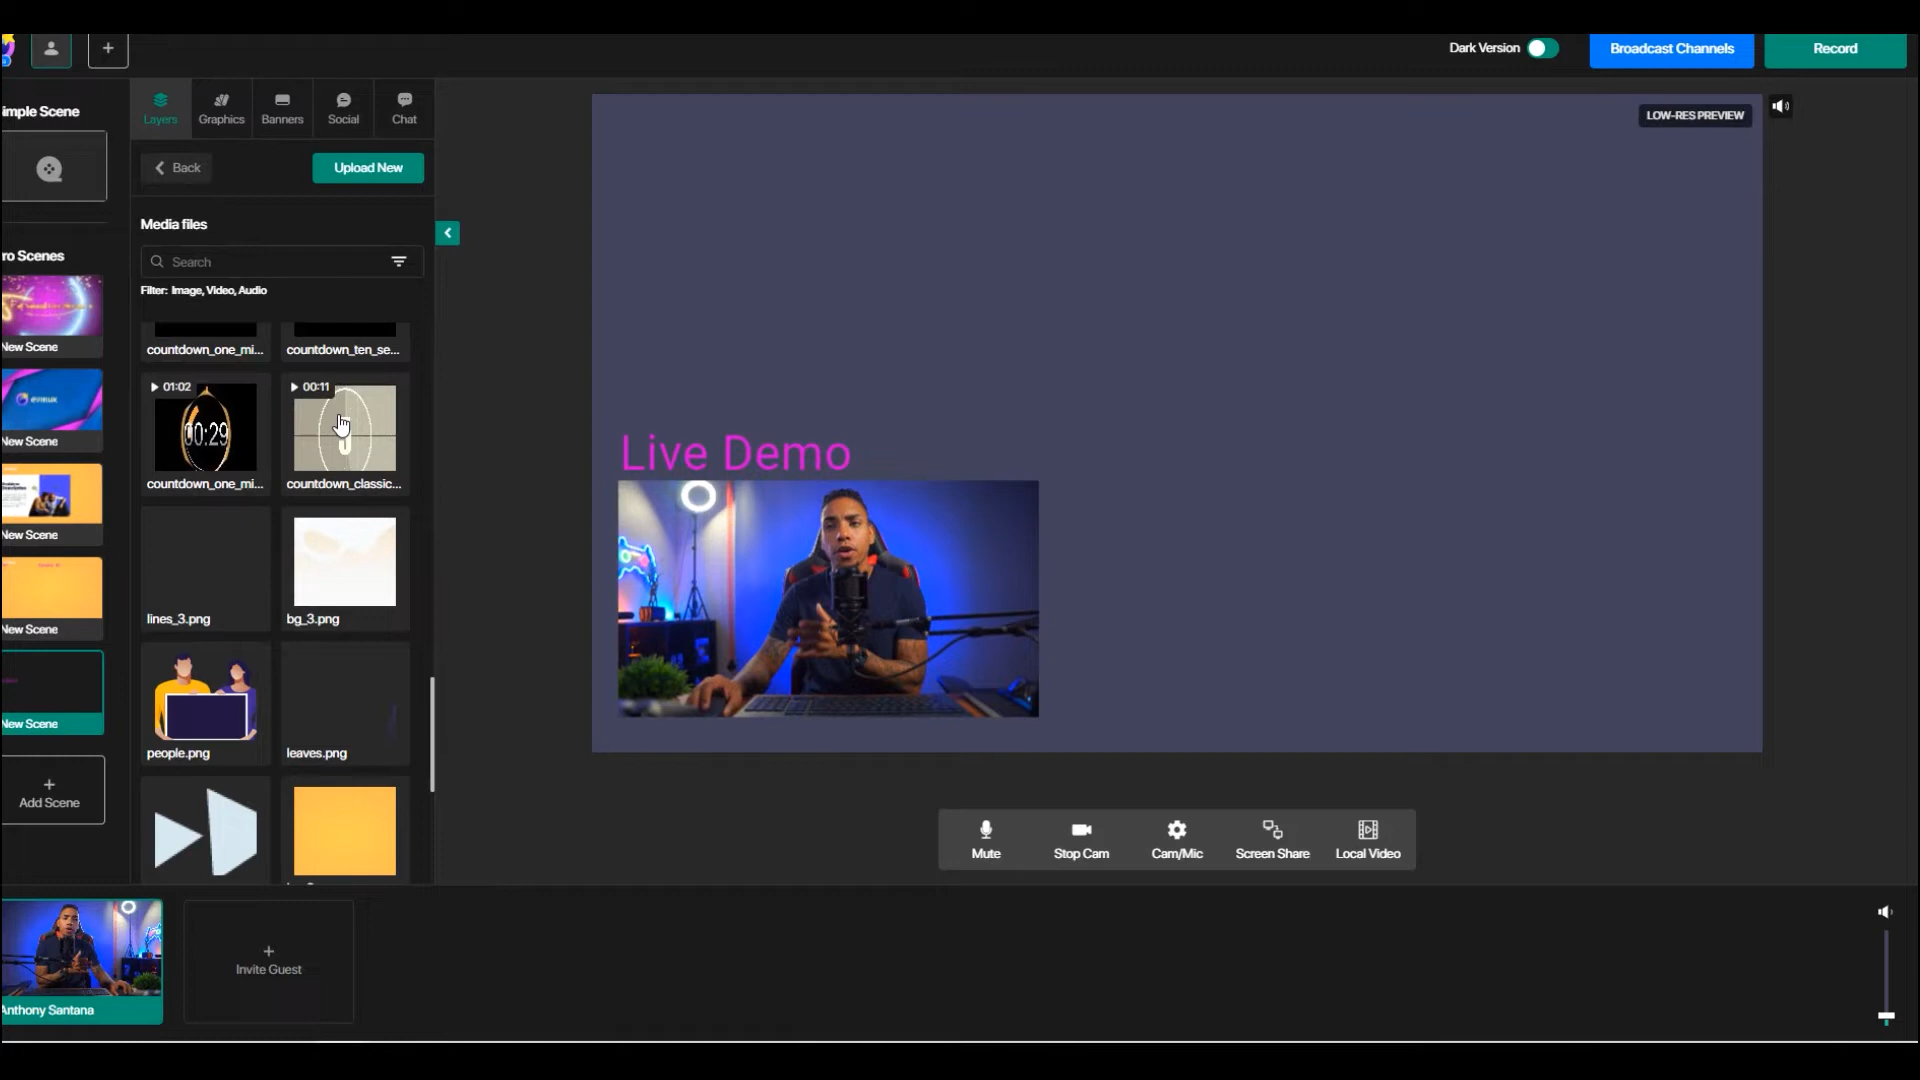 Dark Version
Broadcast Channels
Record
imple Scene
Layers
Graphics
Banners
Social
Chat
Back
Upload New
LOW-RES PREVIEW
Media files
Search
Filter: Image, Video, Audio
ro Scenes
New Scene
evmux
New Scene
New Scene
New Scene
New Scene
Add Scene
countdown_one_mi...
countdown_ten_se...
01:02
00:29
countdown_one_mi...
00:11
countdown_classic...
lines_3.png
bg_3.png
people.png
leaves.png
Live Demo
Mute
Stop Cam
Cam/Mic
Screen Share
Local Video
Anthony Santana
Invite Guest